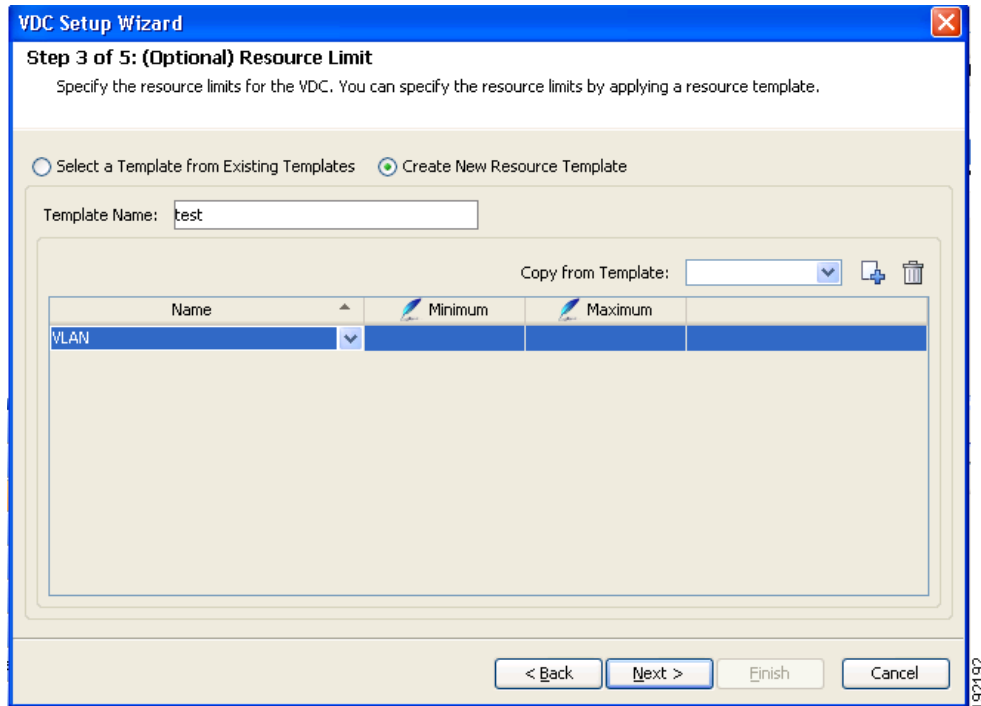 VDC Setup Wizard
Step 3 of 5: (Optional) Resource Limit
Specify the resource limits for the VDC. You can specify the resource limits by applying a resource template.
Select a Template from Existing Templates Create New Resource Template
Template Name: test
Copy from Template:
Name Minimum Maximum
VLAN
< Back Next > Finish Cancel
192192